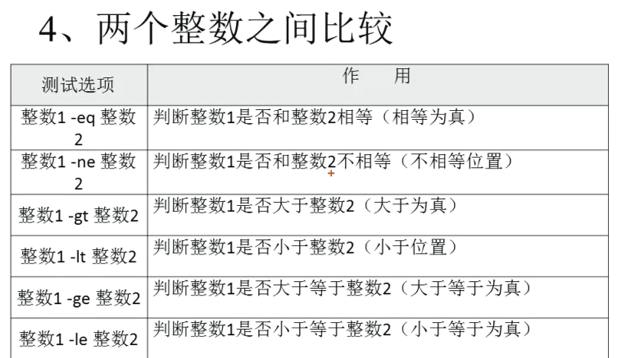 4、两个整数之间比较
测试选项 作 用
整数1 -eq 整数 判断整数1是否和整数2相等（相等为真）
2
整数1 -ne 整数 判断整数1是否和整数2不相等（不相等位置）
2
整数1 -gt 整数2 判断整数1是否大于整数2（大于为真）
整数1 -lt 整数2 判断整数1是否小于整数2（小于位置）
整数1 -ge 整数2 判断整数1是否大于等于整数2（大于等于为真）
整数1 -le 整数2 判断整数1是否小于等于整数2（小于等于为真）